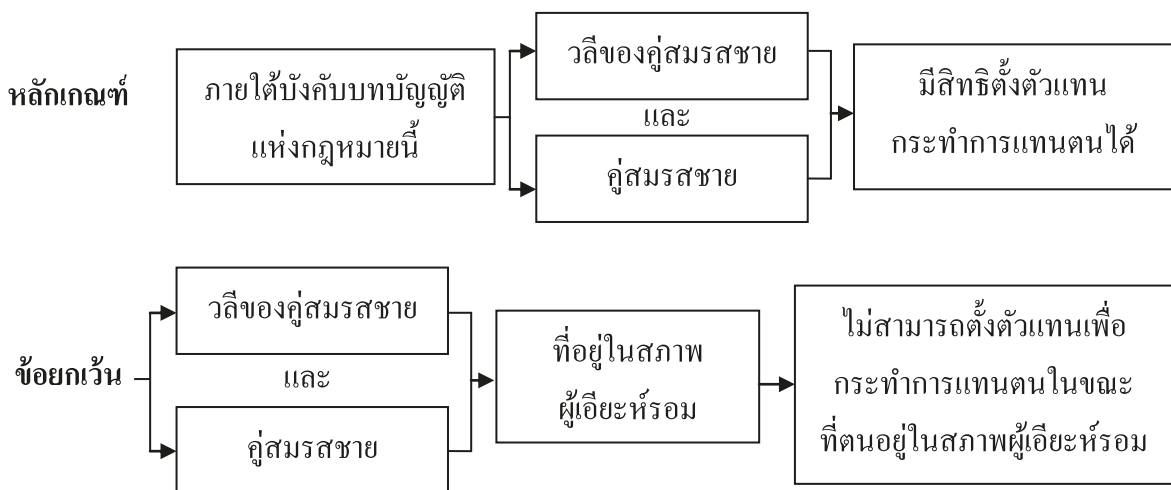 หลักเกณฑ์
ภายใต้บังคับบทบัญญัติ
แห่งกฎหมายนี้
วลีของคู่สมรสชาย
และ
คู่สมรสชาย
มีสิทธิตั้งตัวแทน
กระทำการแทนตนได้
ข้อยกเว้น
วลีของคู่สมรสชาย
และ
คู่สมรสชาย
ที่อยู่ในสภาพ
ผู้เอียะห์รอม
ไม่สามารถตั้งตัวแทนเพื่อ
กระทำการแทนตนในขณะ
ที่ตนอยู่ในสภาพผู้เอียะห์รอม